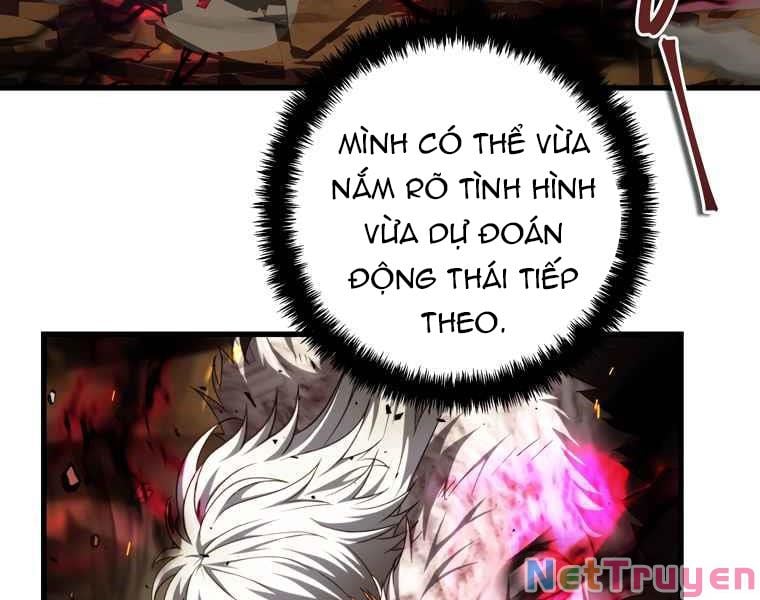 MÌNH CÓ THỂ VỪA
NẮM RÕ TÌNH HÌNH
VỪA DỰ ĐOÁN
ĐỘNG THÁI TIẾP
THEO.
NetTruyen